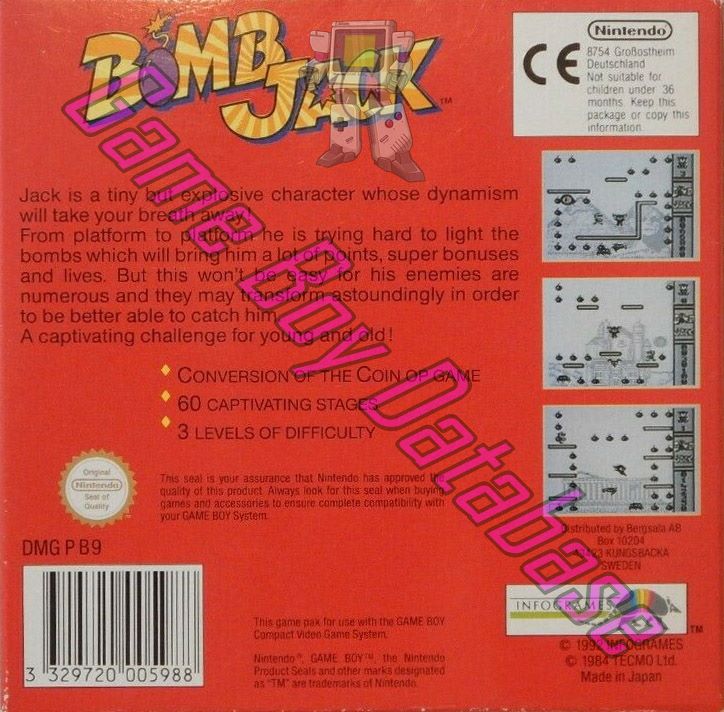 BOMB JACK™
Nintendo
8754 Großostheim
Deutschland
Not suitable for
children under 36
months. Keep this
package or copy this
information.
CE
Jack is a tiny but explosive character whose dynamism
will take your breath away!
From platform to platform he is trying hard to light the
bombs which will bring him a lot of points, super bonuses
and lives. But this won't be easy for his enemies are
numerous and they may transform astoundingly in order
to be better able to catch him.
A captivating challenge for young and old!
CONVERSION OF THE COIN OP GAME
60 CAPTIVATING STAGES
3 LEVELS OF DIFFICULTY
Original
Nintendo
Seal of
Quality
This seal is your assurance that Nintendo has approved the
quality of this product. Always look for this seal when buying
games and accessories to ensure complete compatibility with
your GAME BOY System.
Distributed by Bergsala AB
Box 10204
43423 KUNGSBACKA
SWEDEN
DMG P B9
3 329720 005988
This game pak for use with the GAME BOY
Compact Video Game System.
Nintendo®, GAME BOY™, the Nintendo
Product Seals and other marks designated
as "TM" are trademarks of Nintendo.
INFOGRAMES
TM
© 1992 INFOGRAMES
© 1984 TECMO Ltd.
Made in Japan
Game Boy Database